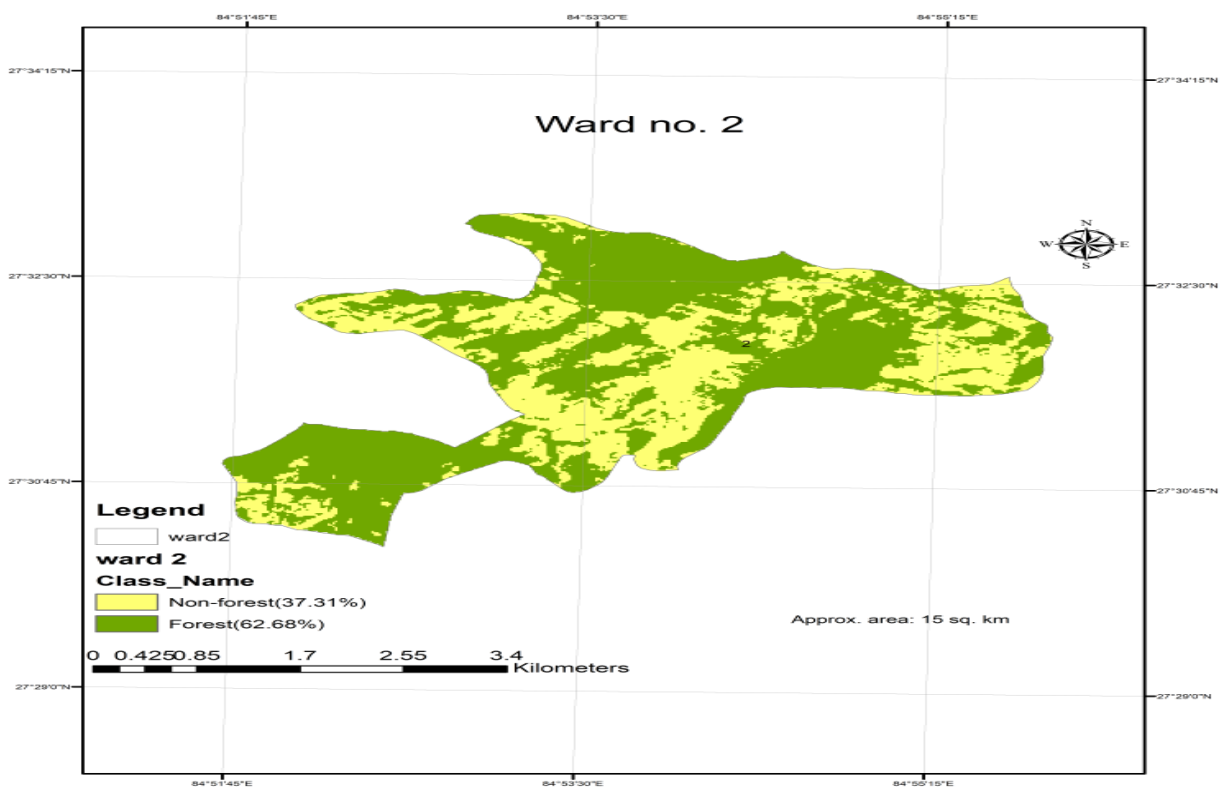 84°51'45"E 84°53'30"E 84°55'15"E
27°34'15"N 27°34'15"N
Ward no. 2
N
W E
S
27°32'30"N 27°32'30"N
2
27°30'45"N 27°30'45"N
Legend
ward2
ward 2
Class_Name
Non-forest(37.31%)
Forest(62.68%)
Approx. area: 15 sq. km
0 0.4250.85 1.7 2.55 3.4
Kilometers
27°29'0"N 27°29'0"N
84°51'45"E 84°53'30"E 84°55'15"E